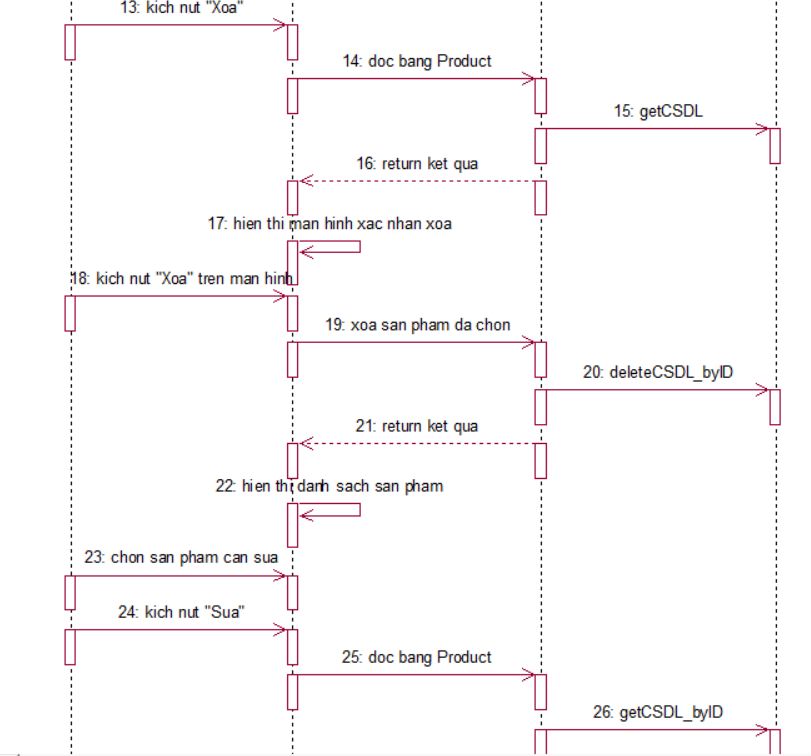 13: kich nut "Xoa"
14: doc bang Product
15: getCSDL
16: return ket qua
17: hien thi man hinh xac nhan xoa
18: kich nut "Xoa" tren man hinh
19: xoa san pham da chon
20: deleteCSDL_byID
21: return ket qua
22: hien thi danh sach san pham
23: chon san pham can sua
24: kich nut "Sua"
25: doc bang Product
26: getCSDL_byID